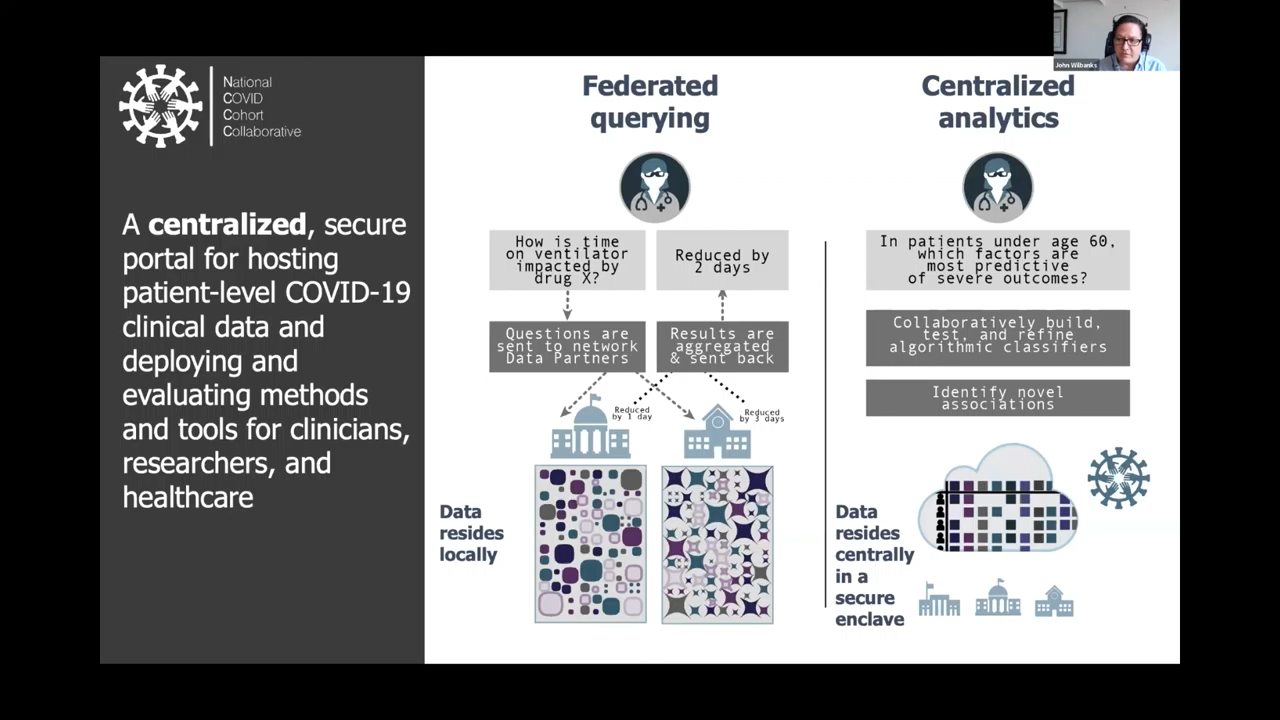 John Wilbanks
National
COVID
Cohort
Collaborative
A centralized, secure
portal for hosting
patient-level COVID-19
clinical data and
deploying and
evaluating methods
and tools for clinicians,
researchers, and
healthcare
Federated
querying
How is time
on ventilator
impacted by
drug X?
Reduced by
2 days
Questions are
sent to network
Data Partners
Results are
aggregated
& sent back
Reduced
by 1 day
Reduced
by 3 days
Data
resides
locally
Centralized
analytics
In patients under age 60,
which factors are
most predictive
of severe outcomes?
Collaboratively build,
test, and refine
algorithmic classifiers
Identify novel
associations
Data
resides
centrally
in a
secure
enclave